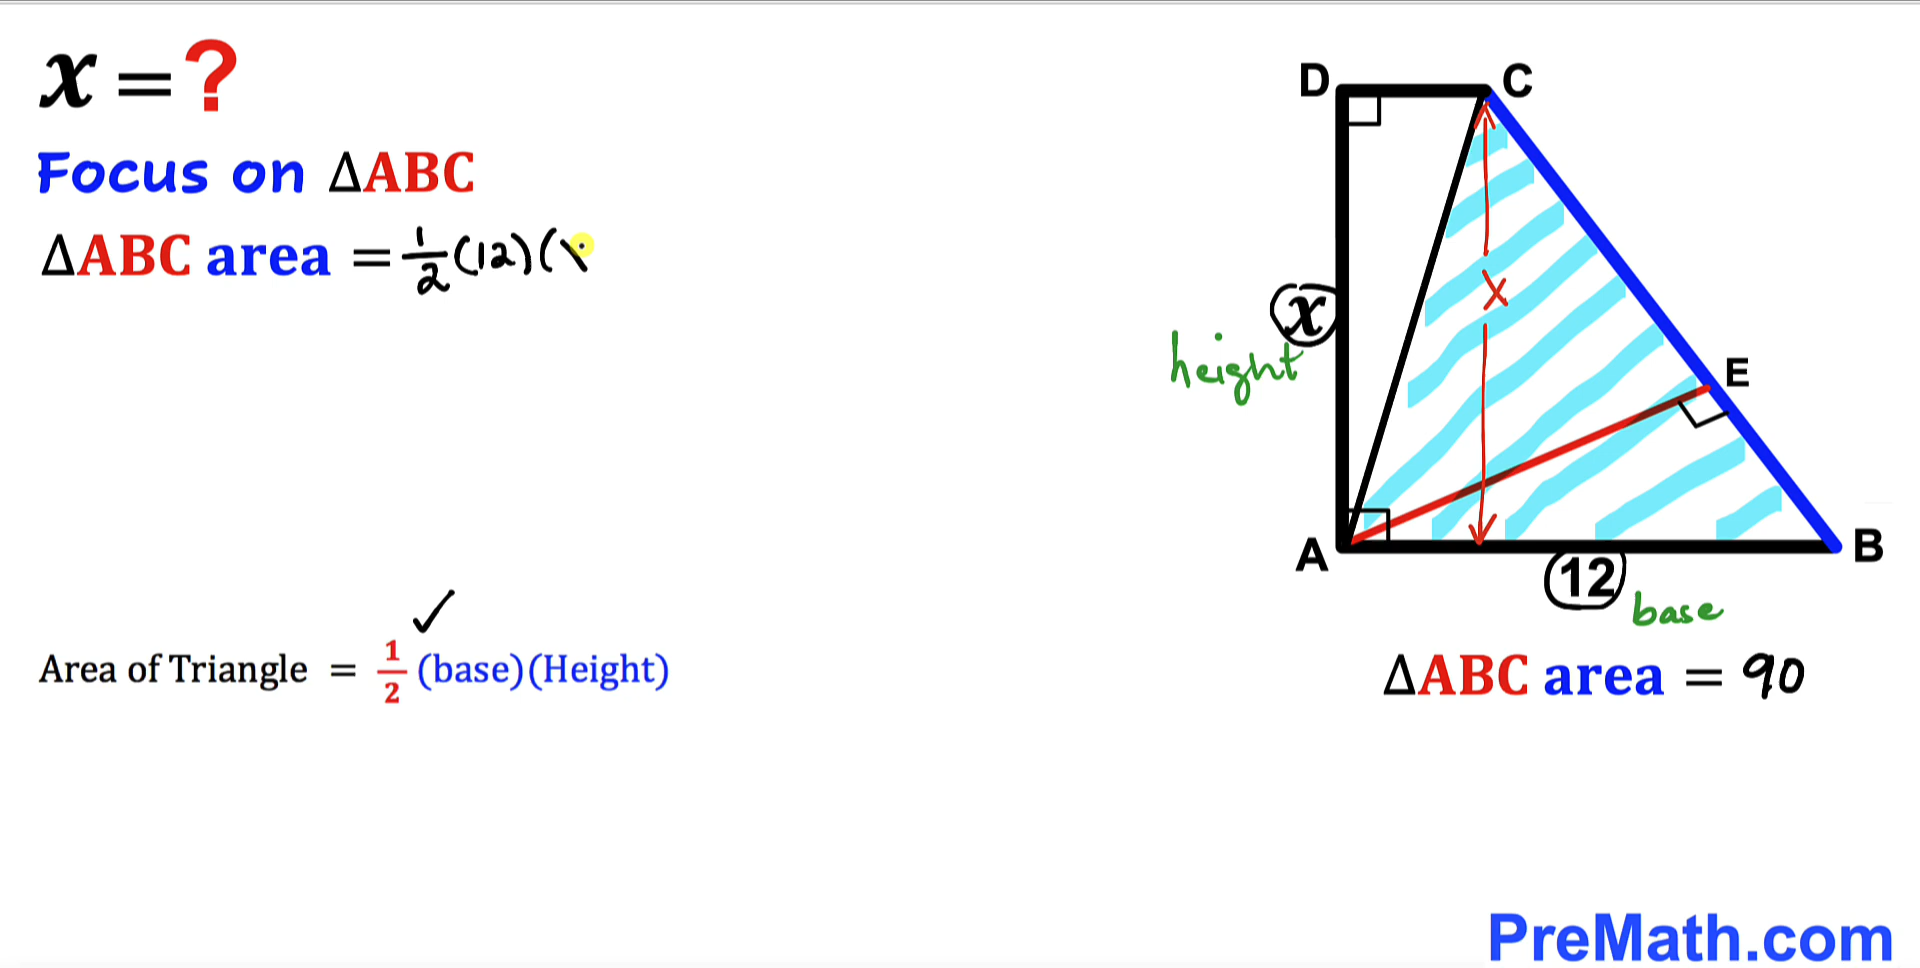 x = ?
Focus on ΔABC
ΔABC area = 1/2 (12)(x
Area of Triangle = 1/2 (base)(Height)
D
C
x
x
height
E
A
B
12
base
ΔABC area = 90
PreMath.com